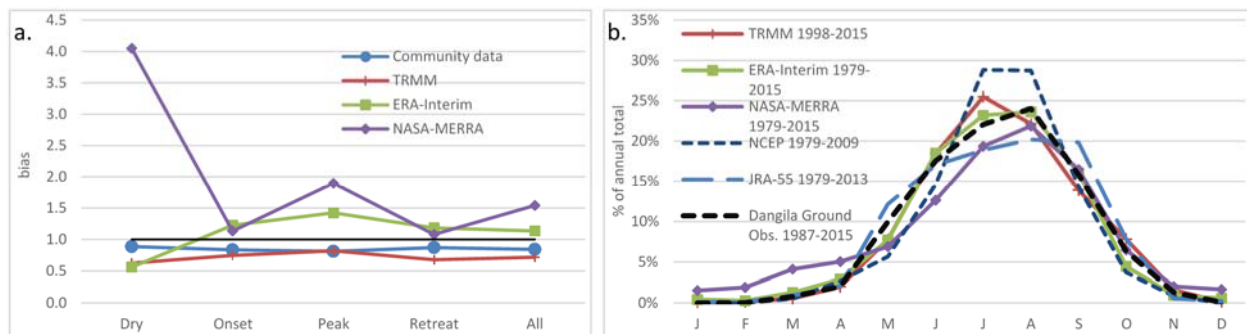 a.
4.5
4.0
3.5
3.0
2.5
2.0
1.5
1.0
0.5
0.0
bias
Community data
TRMM
ERA-Interim
NASA-MERRA
Dry Onset Peak Retreat All
b.
35%
30%
25%
20%
15%
10%
5%
0%
% of annual total
TRMM 1998-2015
ERA-Interim 1979-
2015
NASA-MERRA
1979-2015
NCEP 1979-2009
JRA-55 1979-2013
Dangila Ground
Obs. 1987-2015
J F M A M J J A S O N D